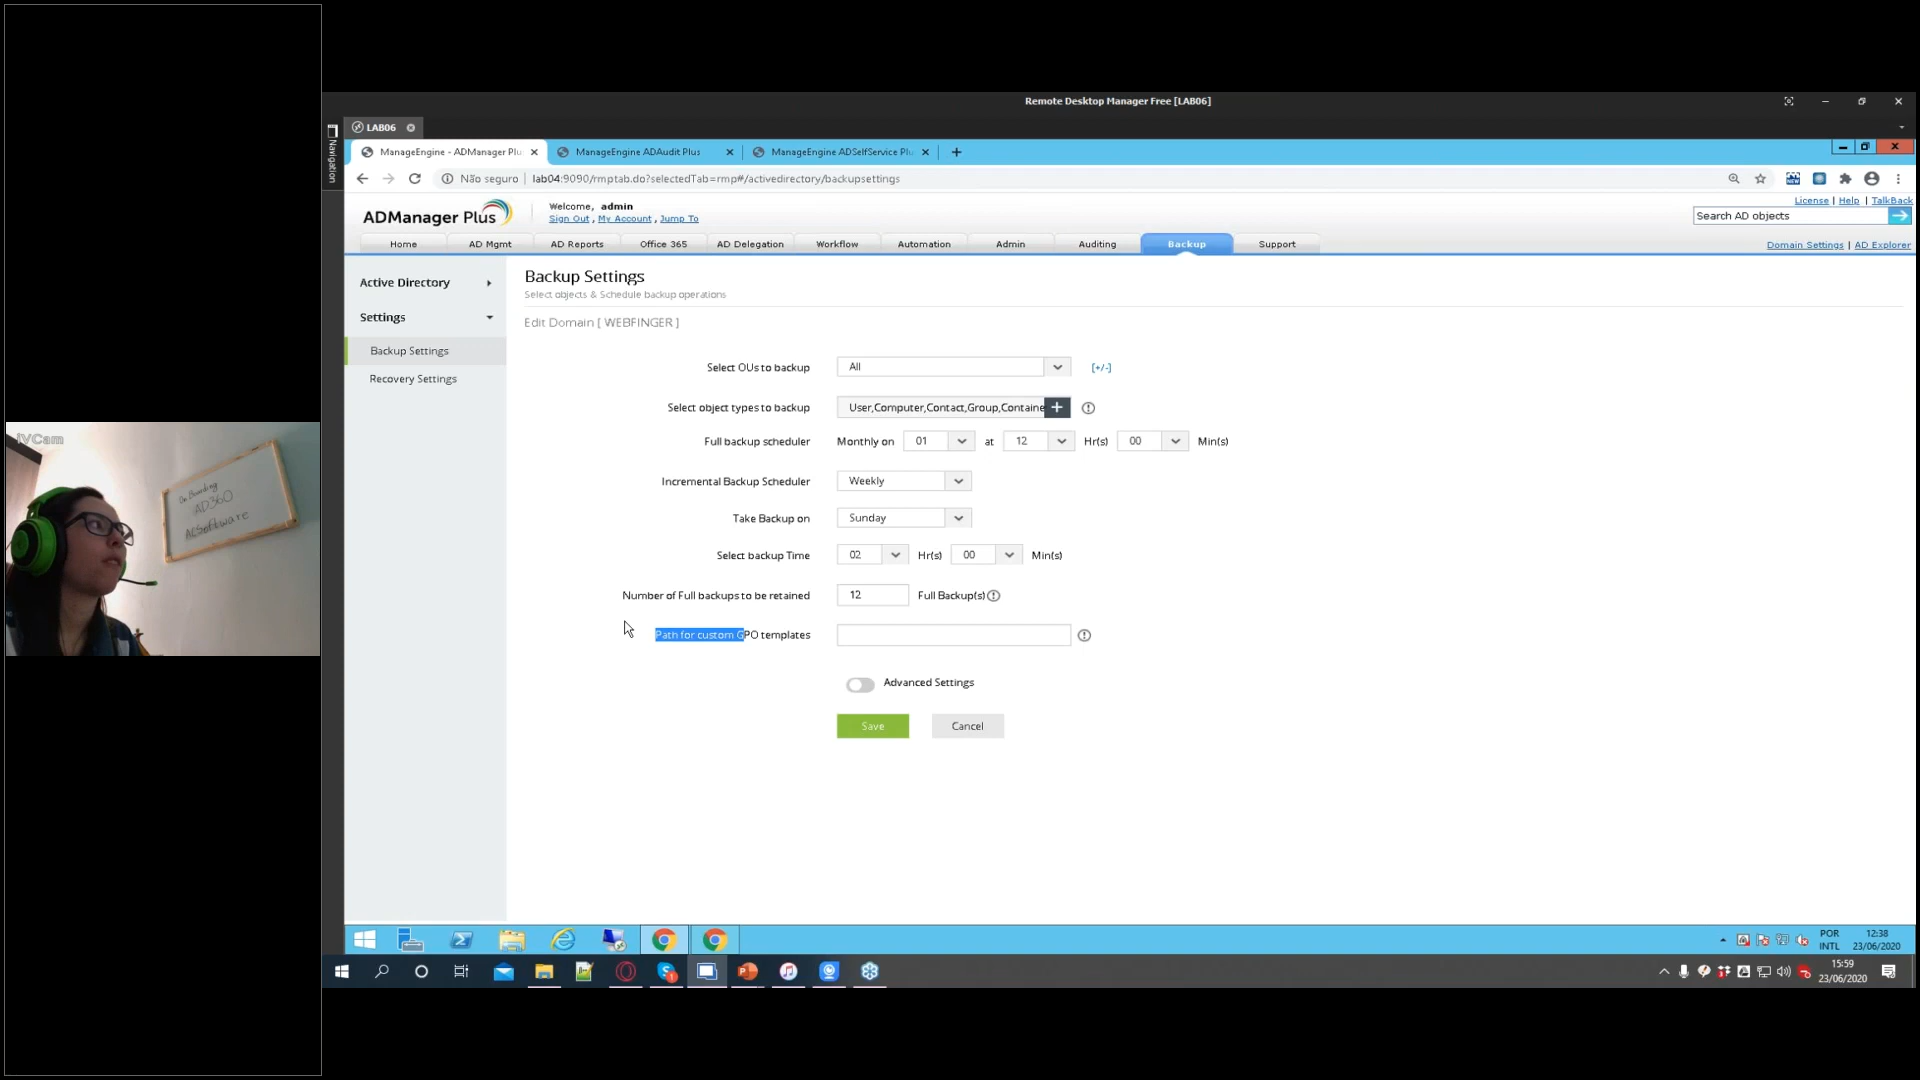 Remote Desktop Manager Free [LAB06]
LAB06
Navigation
ManageEngine - ADManager Plu
ManageEngine ADAudit Plus
ManageEngine ADSelfService Plu
Não seguro
lab04:9090/rmptab.do?selectedTab=rmp#/activedirectory/backupsettings
ADManager Plus
Welcome, admin
Sign Out , My Account , Jump To
License | Help | TalkBack
Search AD objects
Home
AD Mgmt
AD Reports
Office 365
AD Delegation
Workflow
Automation
Admin
Auditing
Backup
Support
Domain Settings | AD Explorer
Active Directory
Settings
Backup Settings
Recovery Settings
Backup Settings
Select objects & Schedule backup operations
Edit Domain [ WEBFINGER ]
Select OUs to backup All [+/-]
Select object types to backup User,Computer,Contact,Group,Containe
Full backup scheduler Monthly on 01 at 12 Hr(s) 00 Min(s)
Incremental Backup Scheduler Weekly
Take Backup on Sunday
Select backup Time 02 Hr(s) 00 Min(s)
Number of Full backups to be retained 12 Full Backup(s)
Path for custom GPO templates
Advanced Settings
Save
Cancel
iVCam
On Boarding
AD360
ACSoftware
POR
INTL
12:38
23/06/2020
15:59
23/06/2020